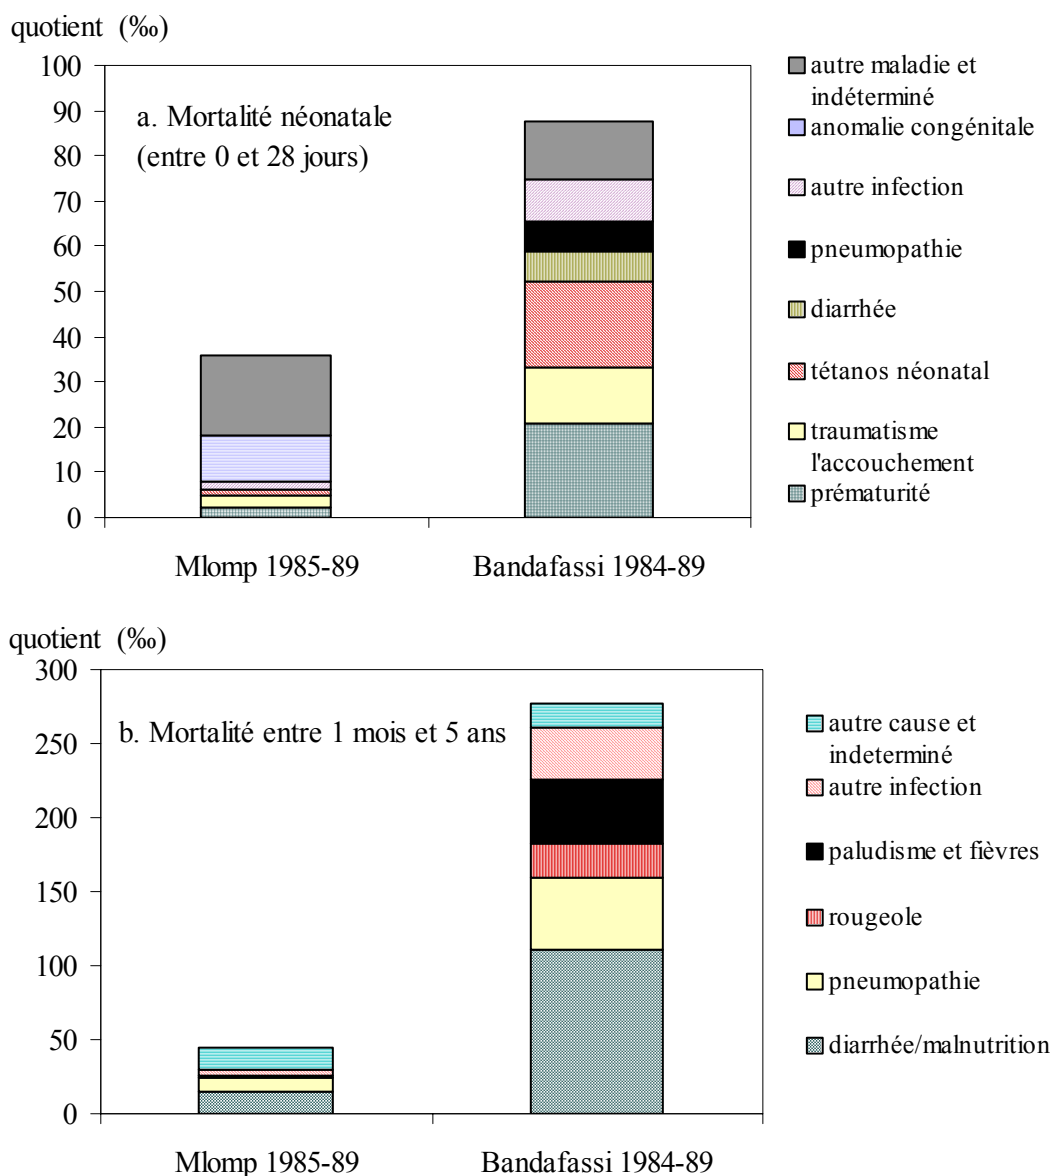 quotient (‰)
100
90
80
70
60
50
40
30
20
10
0
a. Mortalité néonatale
(entre 0 et 28 jours)
Mlomp 1985-89
Bandafassi 1984-89
autre maladie et
indéterminé
anomalie congénitale
autre infection
pneumopathie
diarrhée
tétanos néonatal
traumatisme
l'accouchement
prématurité
quotient (‰)
300
250
200
150
100
50
0
b. Mortalité entre 1 mois et 5 ans
Mlomp 1985-89
Bandafassi 1984-89
autre cause et
indeterminé
autre infection
paludisme et fièvres
rougeole
pneumopathie
diarrhée/malnutrition